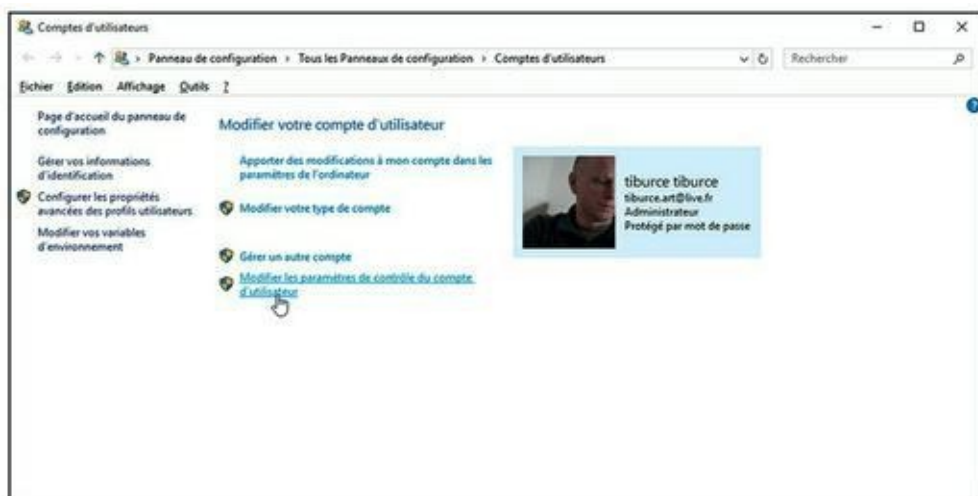 Comptes d'utilisateurs
Panneau de configuration > Tous les Panneaux de configuration > Comptes d'utilisateurs
Rechercher
Fichier Edition Affichage Outils ?
Page d'accueil du panneau de
configuration
Gérer vos informations
d'identification
Configurer les propriétés
avancées des profils utilisateurs
Modifier vos variables
d'environnement
Modifier votre compte d'utilisateur
Apporter des modifications à mon compte dans les
paramètres de l'ordinateur
Modifier votre type de compte
Gérer un autre compte
Modifier les paramètres de contrôle du compte
d'utilisateur
tiburce tiburce
tiburce.art@live.fr
Administrateur
Protégé par mot de passe